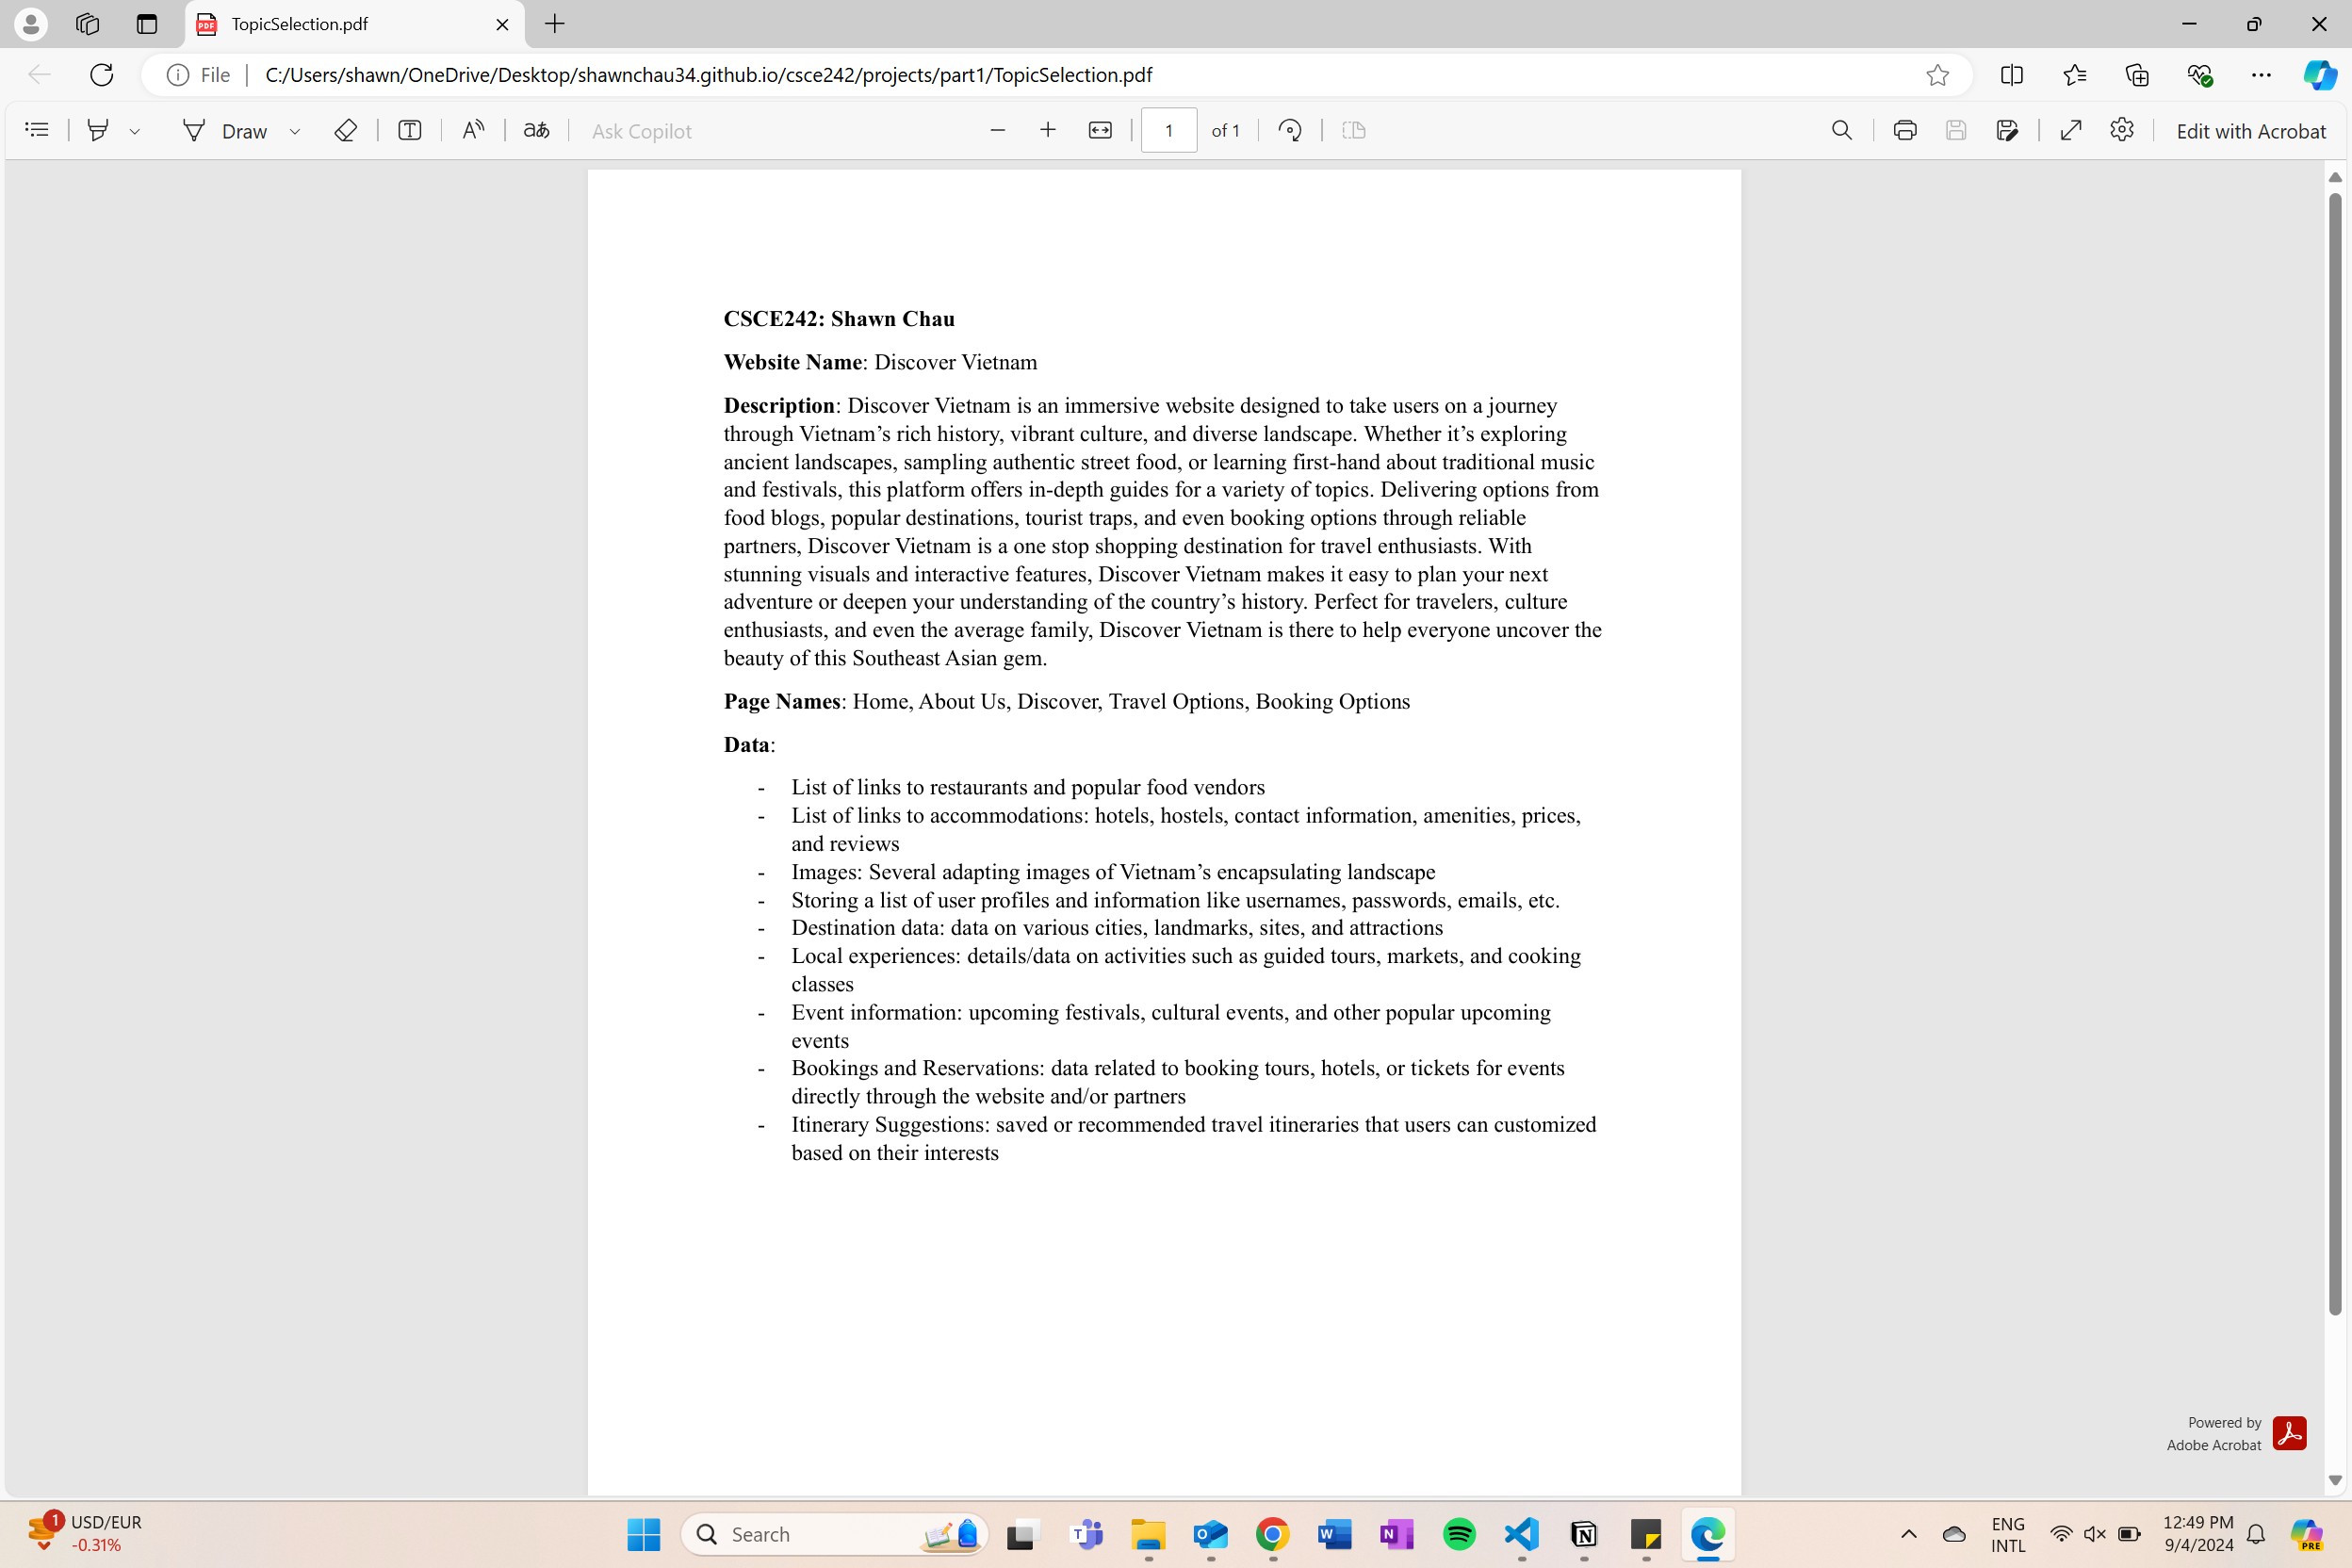 TopicSelection.pdf
File
C:/Users/shawn/OneDrive/Desktop/shawnchau34.github.io/csce242/projects/part1/TopicSelection.pdf
Draw
aあ
Ask Copilot
1
of 1
Edit with Acrobat
CSCE242: Shawn Chau
Website Name: Discover Vietnam
Description: Discover Vietnam is an immersive website designed to take users on a journey
through Vietnam’s rich history, vibrant culture, and diverse landscape. Whether it’s exploring
ancient landscapes, sampling authentic street food, or learning first-hand about traditional music
and festivals, this platform offers in-depth guides for a variety of topics. Delivering options from
food blogs, popular destinations, tourist traps, and even booking options through reliable
partners, Discover Vietnam is a one stop shopping destination for travel enthusiasts. With
stunning visuals and interactive features, Discover Vietnam makes it easy to plan your next
adventure or deepen your understanding of the country’s history. Perfect for travelers, culture
enthusiasts, and even the average family, Discover Vietnam is there to help everyone uncover the
beauty of this Southeast Asian gem.
Page Names: Home, About Us, Discover, Travel Options, Booking Options
Data:
- List of links to restaurants and popular food vendors
- List of links to accommodations: hotels, hostels, contact information, amenities, prices,
and reviews
- Images: Several adapting images of Vietnam’s encapsulating landscape
- Storing a list of user profiles and information like usernames, passwords, emails, etc.
- Destination data: data on various cities, landmarks, sites, and attractions
- Local experiences: details/data on activities such as guided tours, markets, and cooking
classes
- Event information: upcoming festivals, cultural events, and other popular upcoming
events
- Bookings and Reservations: data related to booking tours, hotels, or tickets for events
directly through the website and/or partners
- Itinerary Suggestions: saved or recommended travel itineraries that users can customized
based on their interests
Powered by
Adobe Acrobat
1
USD/EUR
-0.31%
Search
ENG
INTL
12:49 PM
9/4/2024
PRE